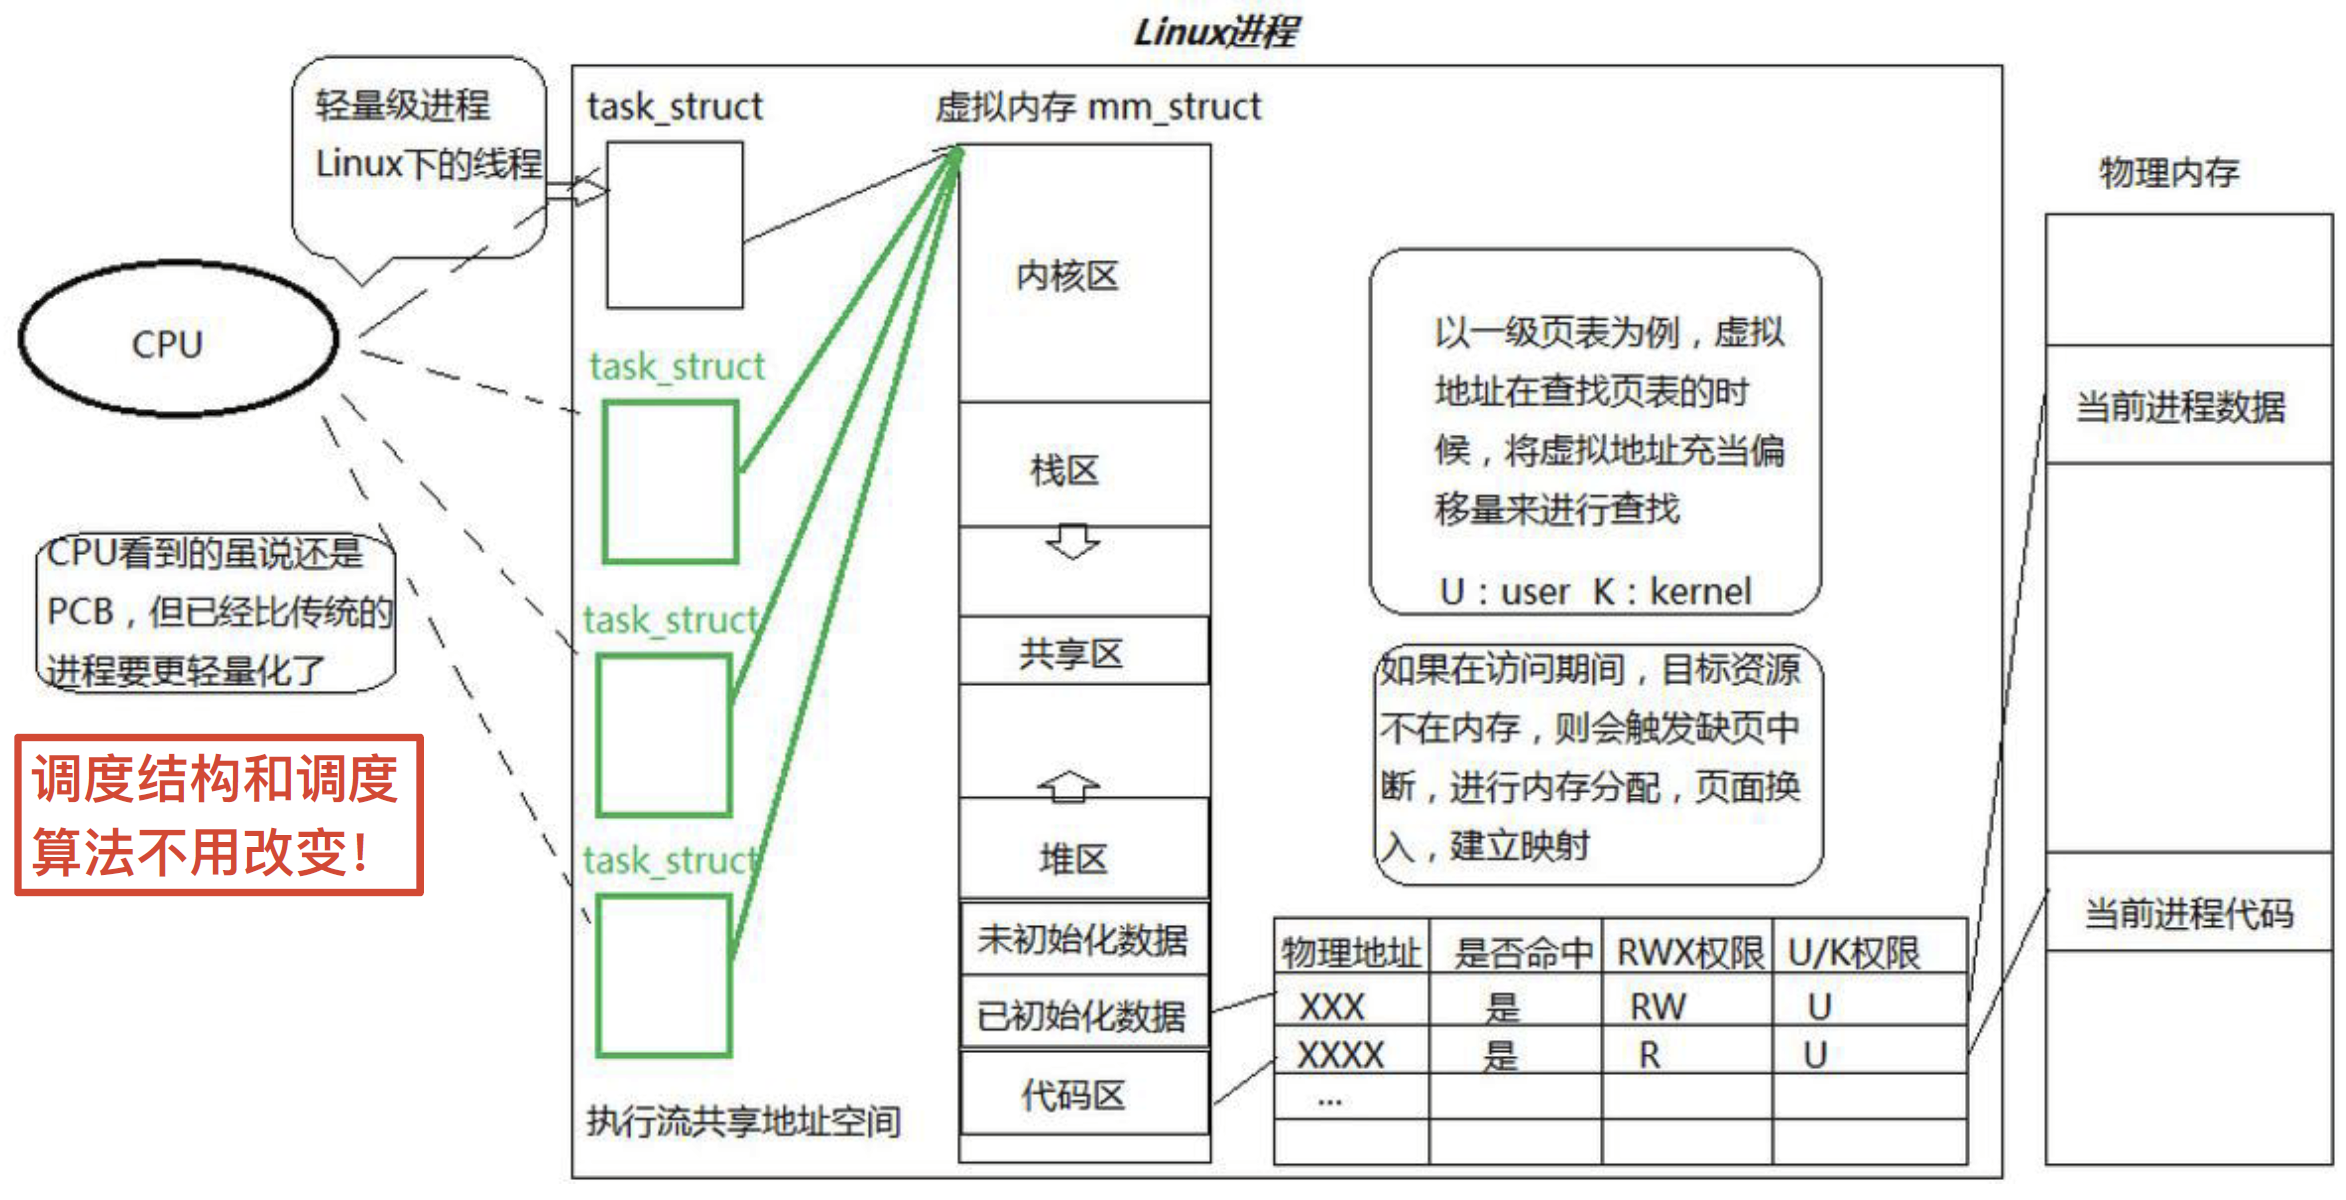 Linux进程
轻量级进程
Linux下的线程
CPU
CPU看到的虽说还是
PCB，但已经比传统的
进程要更轻量化了
调度结构和调度
算法不用改变！
task_struct
task_struct
task_struct
task_struct
执行流共享地址空间
虚拟内存 mm_struct
内核区
栈区
共享区
堆区
未初始化数据
已初始化数据
代码区
以一级页表为例，虚拟
地址在查找页表的时
候，将虚拟地址充当偏
移量来进行查找
U：user K：kernel
如果在访问期间，目标资源
不在内存，则会触发缺页中
断，进行内存分配，页面换
入，建立映射
物理地址 是否命中 RWX权限 U/K权限
XXX 是 RW U
XXXX 是 R U
...
物理内存
当前进程数据
当前进程代码